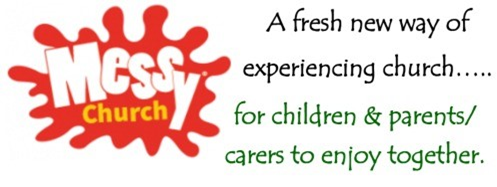 Messy®
Church
A fresh new way of
experiencing church.....
for children & parents/
carers to enjoy together.